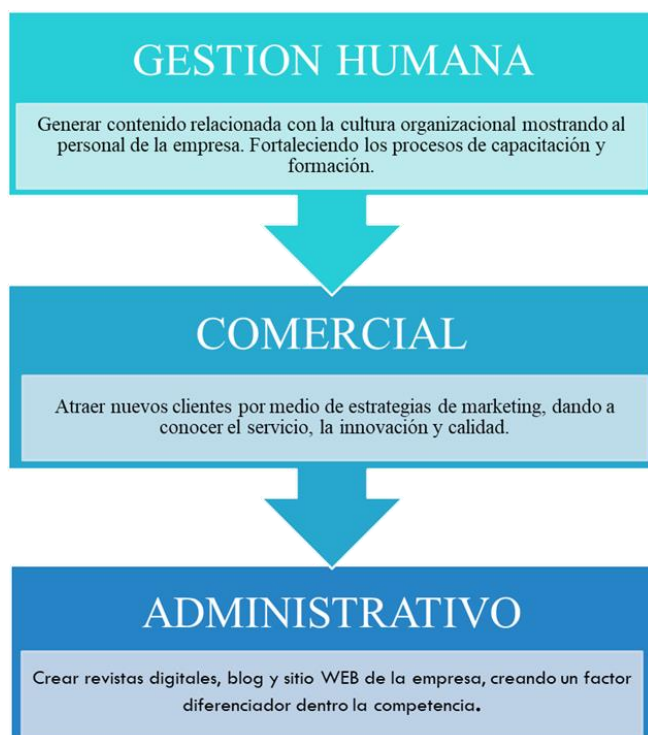 GESTION HUMANA
Generar contenido relacionada con la cultura organizacional mostrando al
personal de la empresa. Fortaleciendo los procesos de capacitación y
formación.
COMERCIAL
Atraer nuevos clientes por medio de estrategias de marketing, dando a
conocer el servicio, la innovación y calidad.
ADMINISTRATIVO
Crear revistas digitales, blog y sitio WEB de la empresa, creando un factor
diferenciador dentro la competencia.